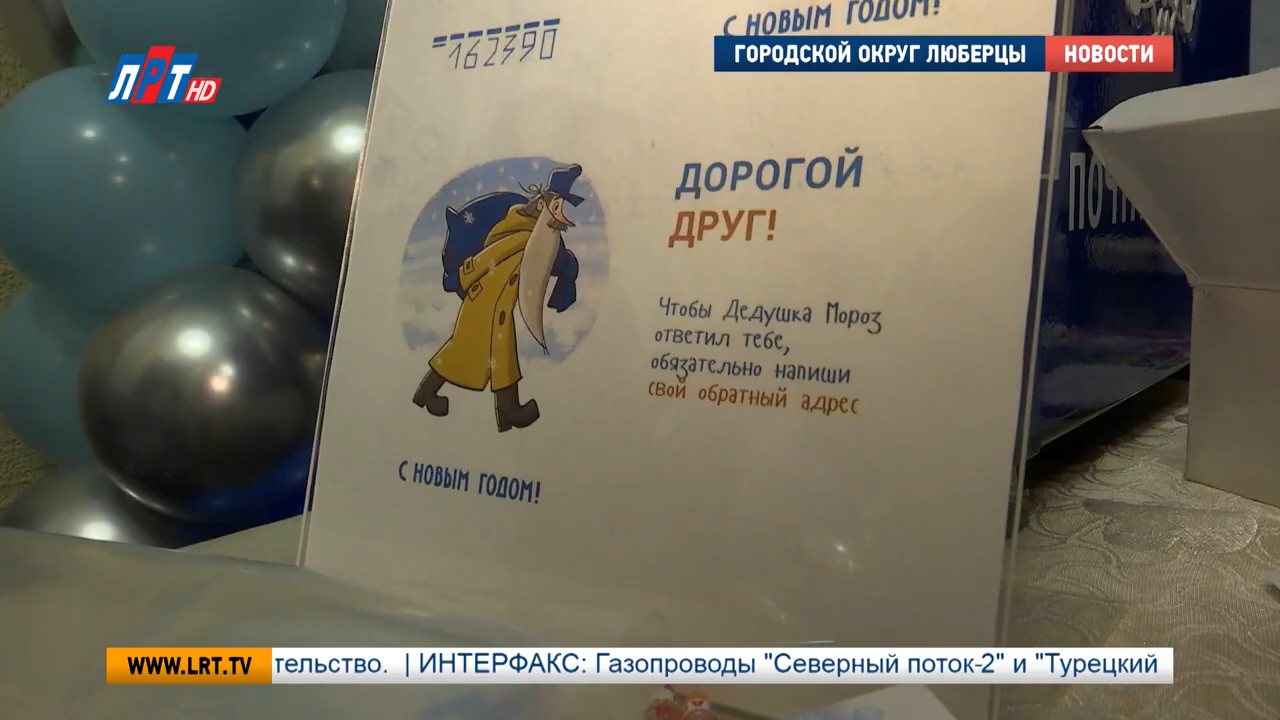 С НОВЫМ ГОДОМ!
162390
ЛРТ HD
ГОРОДСКОЙ ОКРУГ ЛЮБЕРЦЫ НОВОСТИ
ДОРОГОЙ
ДРУГ!
Чтобы Дедушка Мороз
ответил тебе,
обязательно напиши
свой обратный адрес
С НОВЫМ ГОДОМ!
WWW.LRT.TV тельство. | ИНТЕРФАКС: Газопроводы "Северный поток-2" и "Турецкий